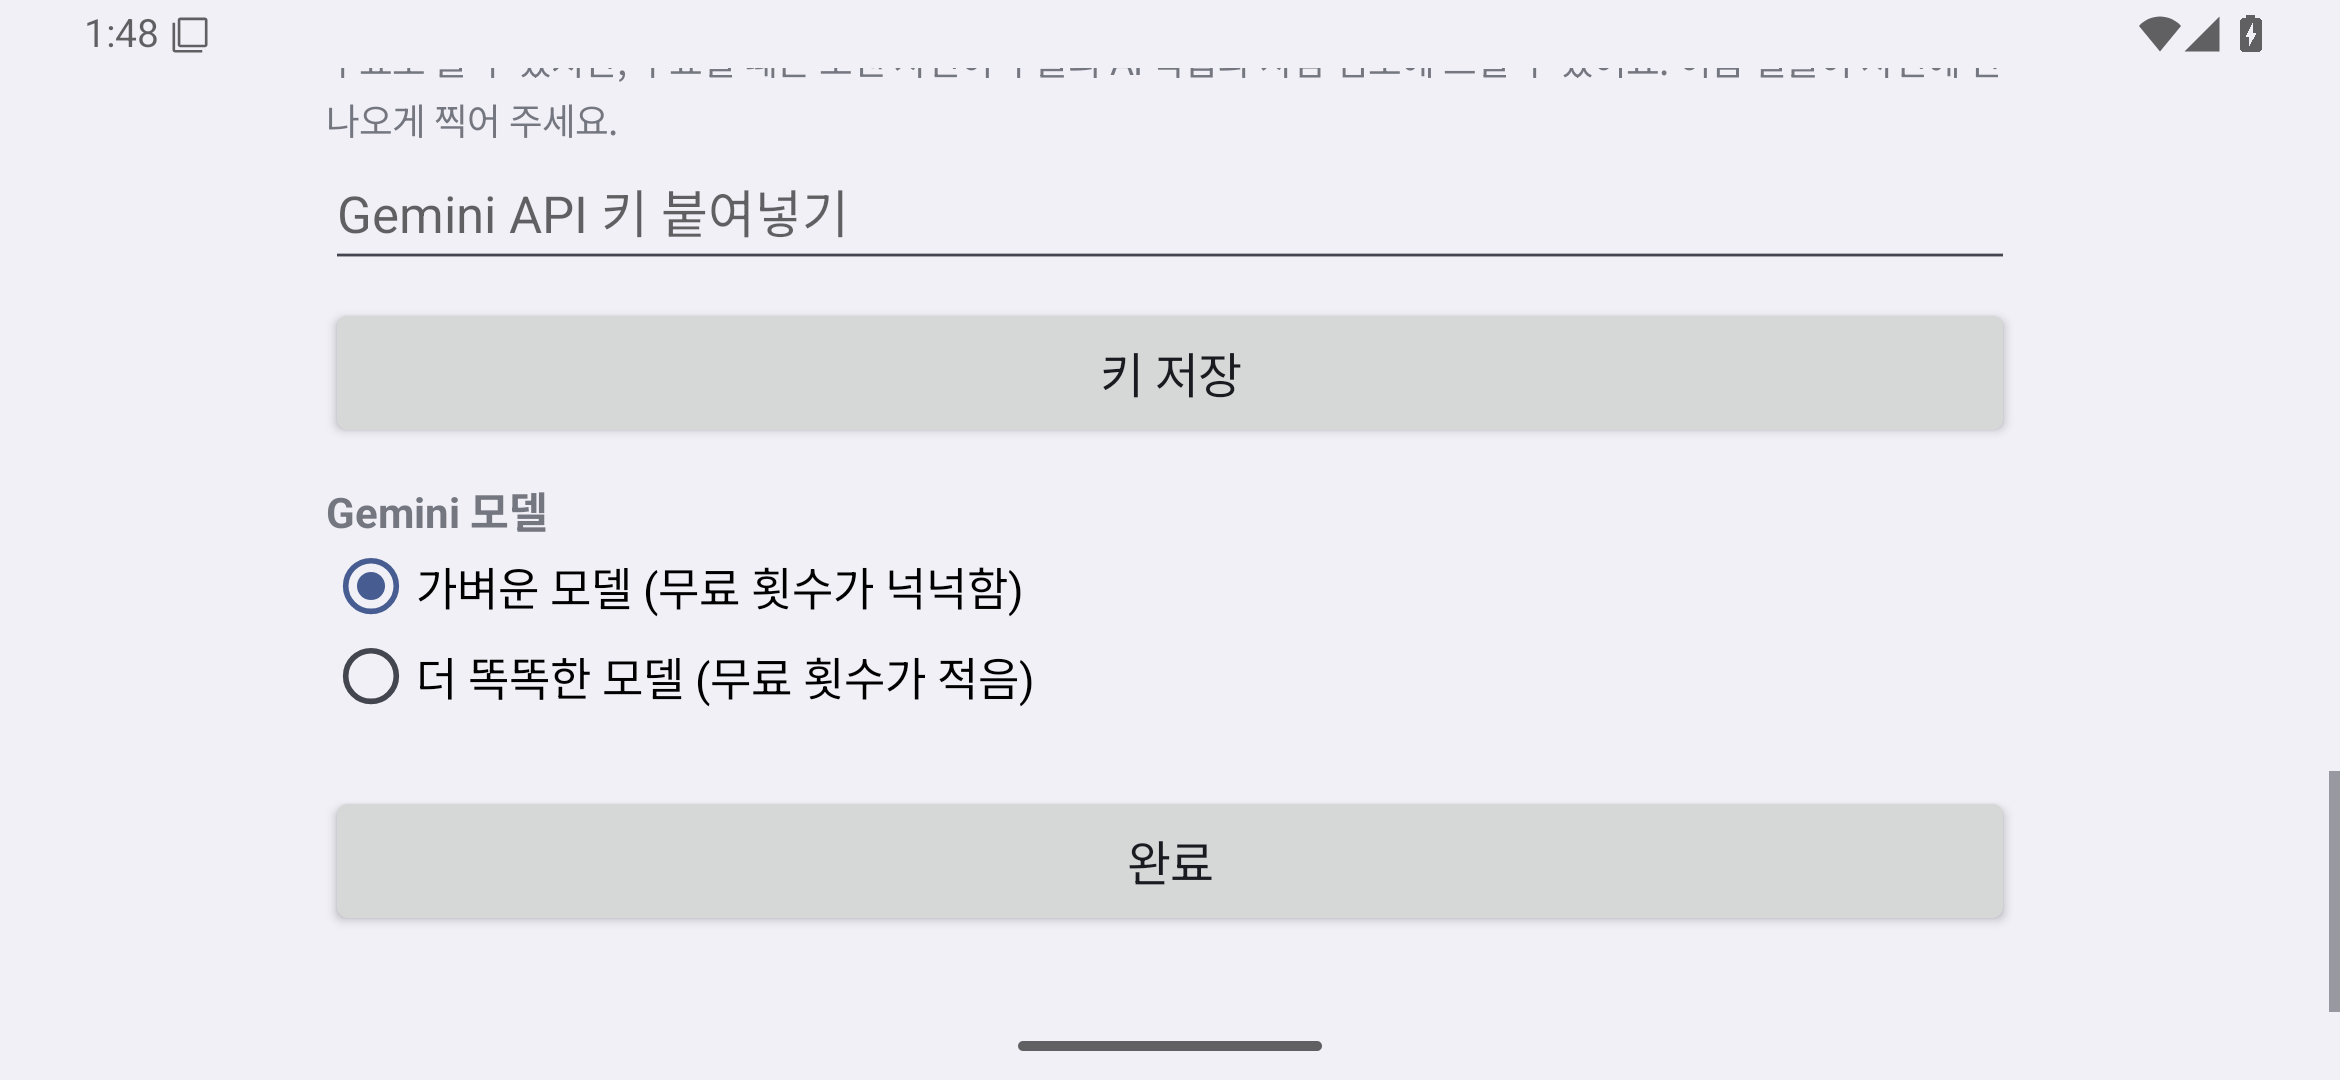 1:48
나오게 찍어 주세요.
Gemini API 키 붙여넣기
키 저장
Gemini 모델
가벼운 모델 (무료 횟수가 넉넉함)
더 똑똑한 모델 (무료 횟수가 적음)
완료